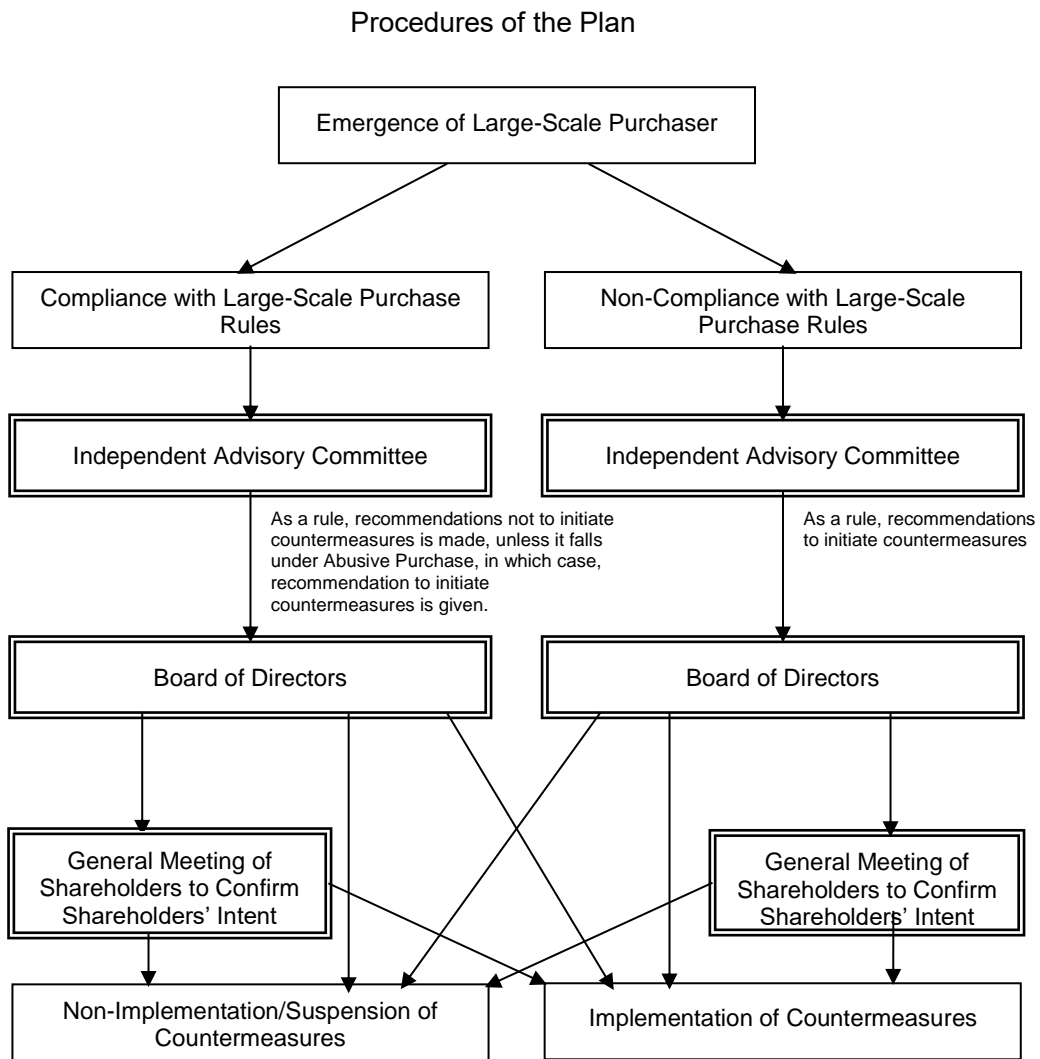 Procedures of the Plan
Emergence of Large-Scale Purchaser
Compliance with Large-Scale Purchase
Rules
Non-Compliance with Large-Scale
Purchase Rules
Independent Advisory Committee
Independent Advisory Committee
As a rule, recommendations not to initiate
countermeasures is made, unless it falls
under Abusive Purchase, in which case,
recommendation to initiate
countermeasures is given.
As a rule, recommendations
to initiate countermeasures
Board of Directors
Board of Directors
General Meeting of
Shareholders to Confirm
Shareholders’ Intent
General Meeting of
Shareholders to Confirm
Shareholders’ Intent
Non-Implementation/Suspension of
Countermeasures
Implementation of Countermeasures